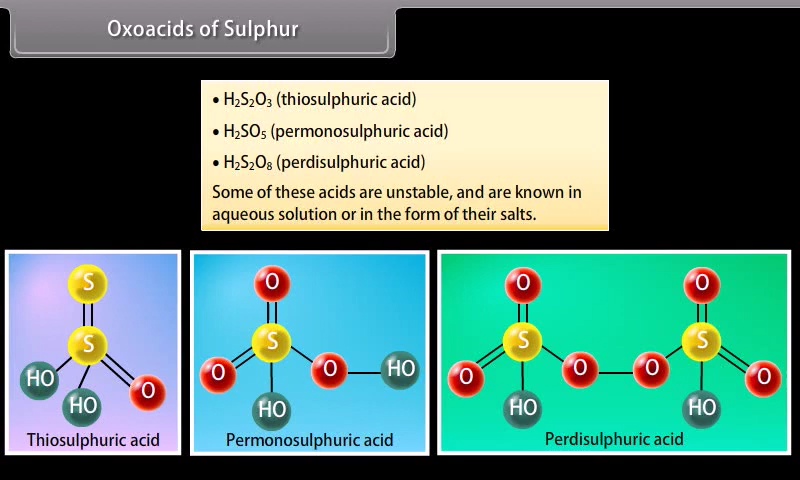 Oxoacids of Sulphur
• H₂S₂O₃ (thiosulphuric acid)
• H₂SO₅ (permonosulphuric acid)
• H₂S₂O₈ (perdisulphuric acid)
Some of these acids are unstable, and are known in
aqueous solution or in the form of their salts.
S
S
HO
HO
O
Thiosulphuric acid
O
S
O
O
HO
HO
Permonosulphuric acid
O
O
S
S
O
O
O
O
HO
HO
Perdisulphuric acid